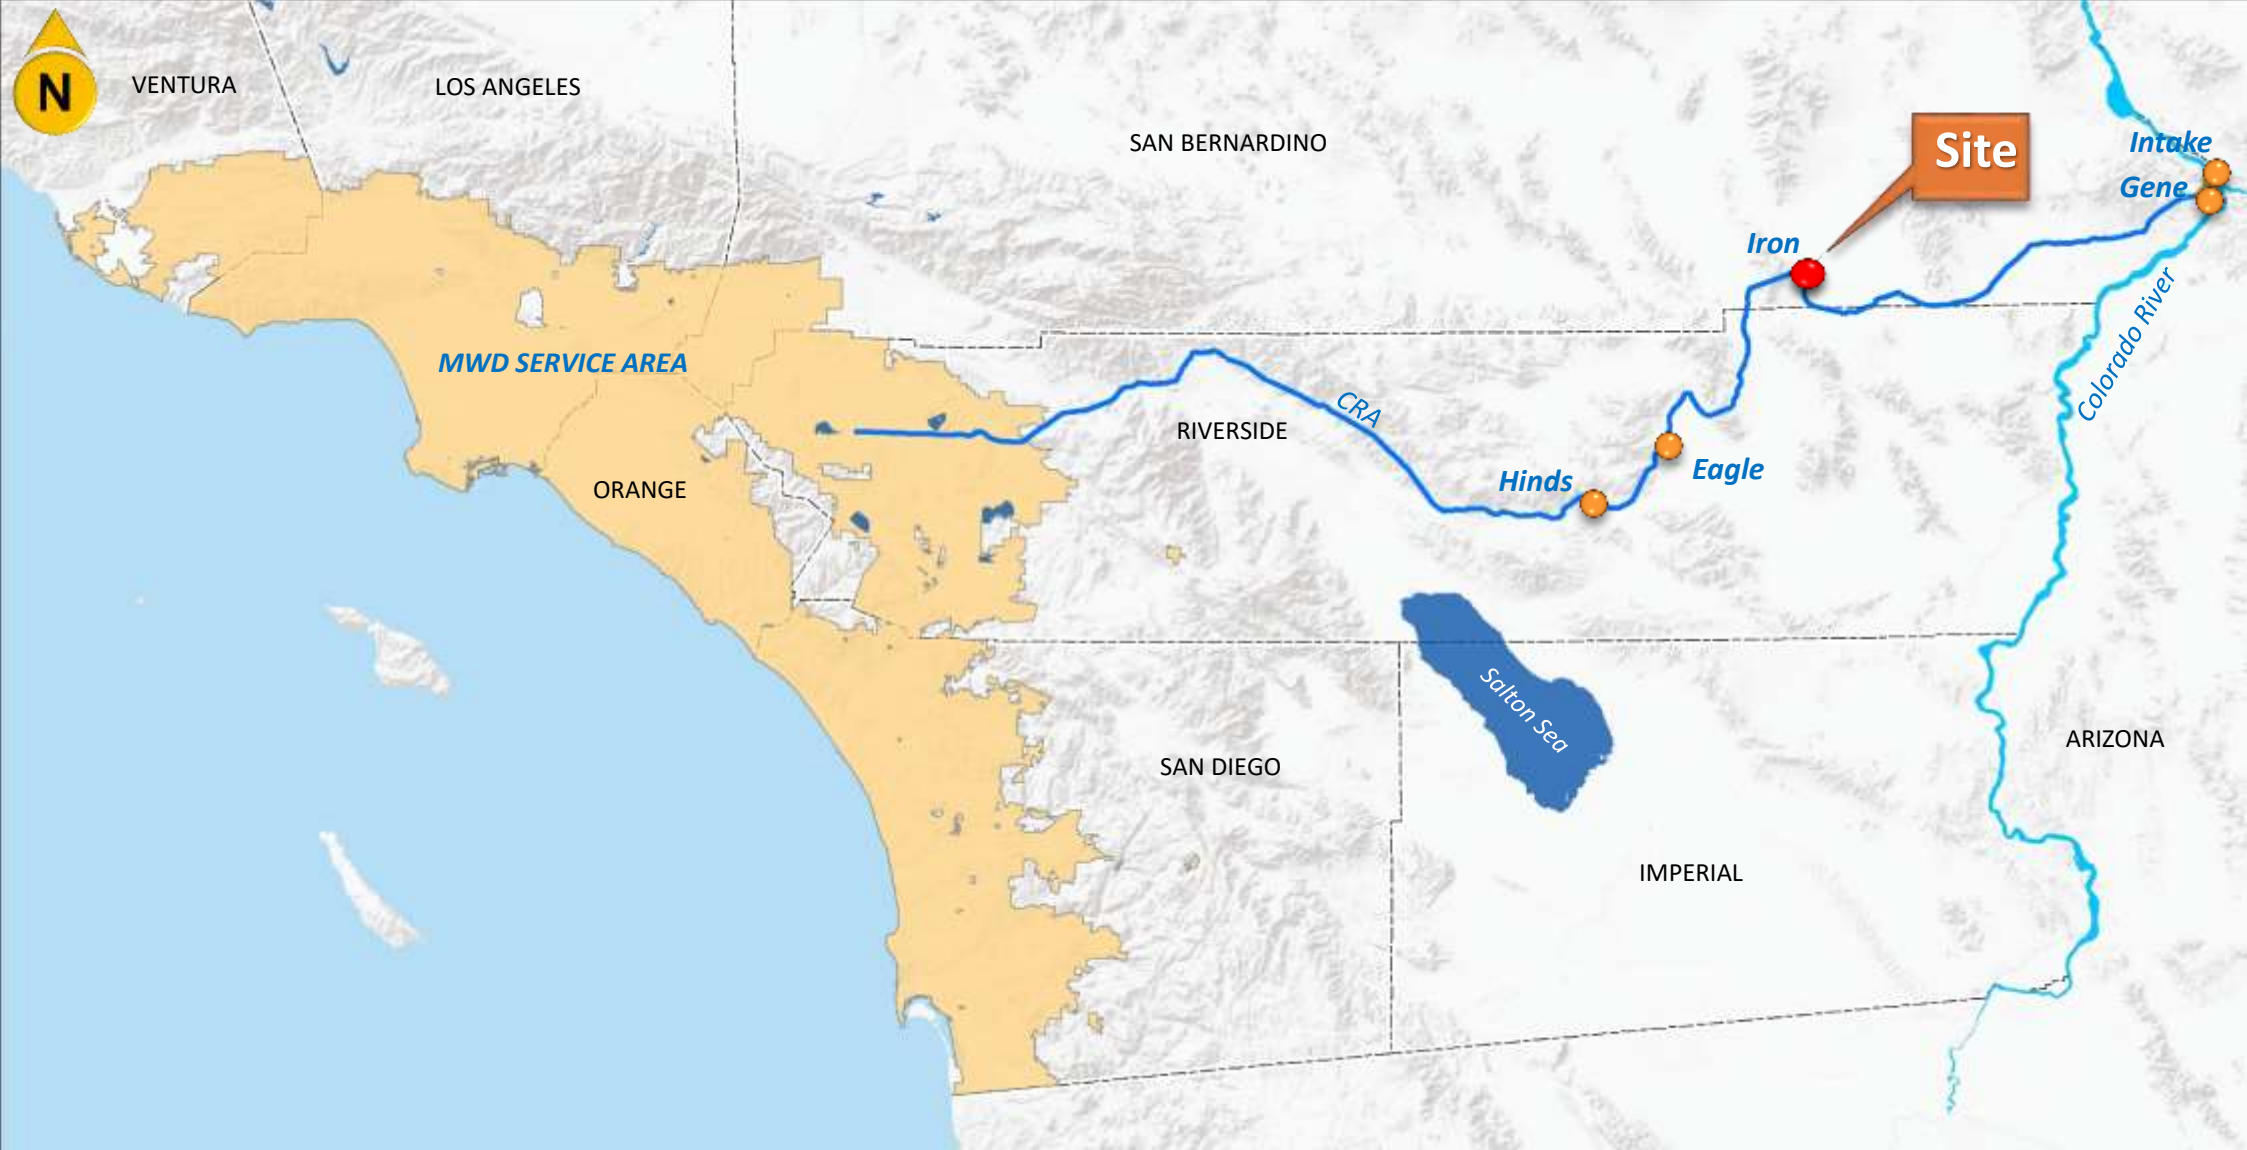 N
VENTURA
LOS ANGELES
SAN BERNARDINO
Site
Intake
Gene
Iron
Colorado River
MWD SERVICE AREA
CRA
RIVERSIDE
Hinds
Eagle
ORANGE
Salton Sea
SAN DIEGO
ARIZONA
IMPERIAL